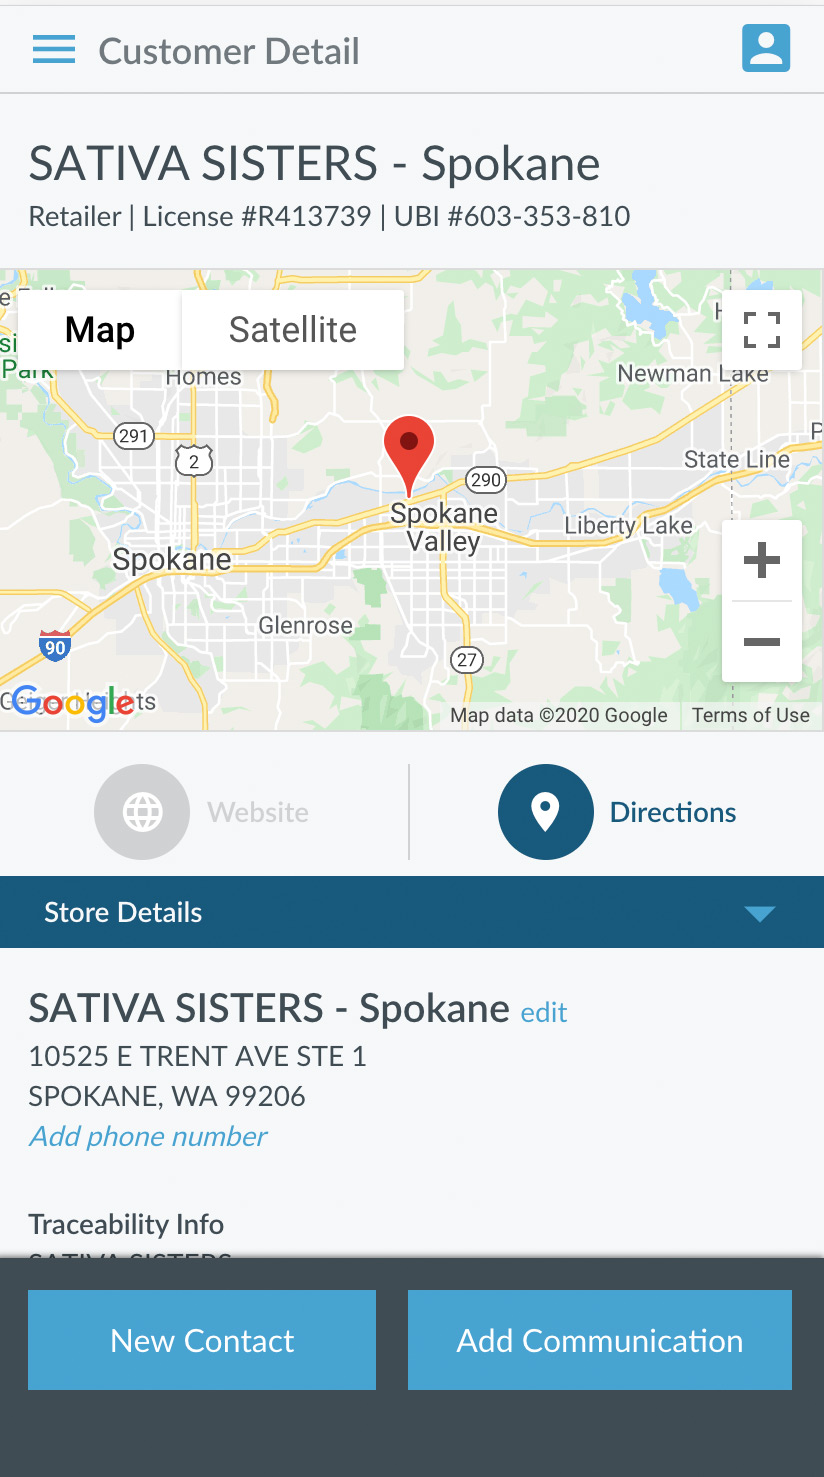 Customer Detail
SATIVA SISTERS - Spokane
Retailer | License #R413739 | UBI #603-353-810
Map
Satellite
Park
Homes
Newman Lake
291
2
290
State Line
Spokane
Valley
Liberty Lake
Spokane
Glenrose
90
27
Google
Map data ©2020 Google
Terms of Use
Website
Directions
Store Details
SATIVA SISTERS - Spokane edit
10525 E TRENT AVE STE 1
SPOKANE, WA 99206
Add phone number
Traceability Info
SATIVA SISTERS
New Contact
Add Communication